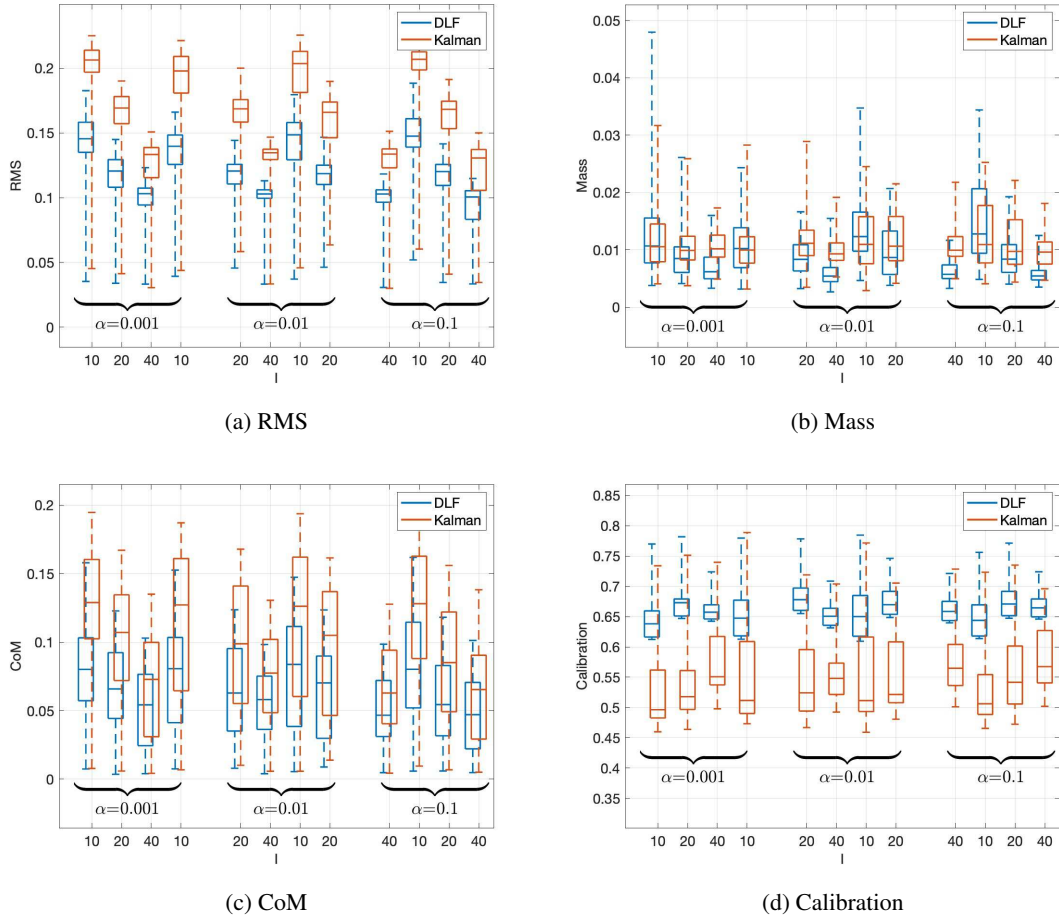 DLF
Kalman
0.2
0.15
0.1
0.05
0
RMS
α=0.001
α=0.01
α=0.1
10 20 40 10 20 40 10 20 40 10 20 40
I
(a) RMS
DLF
Kalman
0.05
0.04
0.03
0.02
0.01
0
Mass
α=0.001
α=0.01
α=0.1
10 20 40 10 20 40 10 20 40 10 20 40
I
(b) Mass
DLF
Kalman
0.2
0.15
0.1
0.05
0
CoM
α=0.001
α=0.01
α=0.1
10 20 40 10 20 40 10 20 40 10 20 40
I
(c) CoM
DLF
Kalman
0.85
0.8
0.75
0.7
0.65
0.6
0.55
0.5
0.45
0.4
0.35
Calibration
α=0.001
α=0.01
α=0.1
10 20 40 10 20 40 10 20 40 10 20 40
I
(d) Calibration